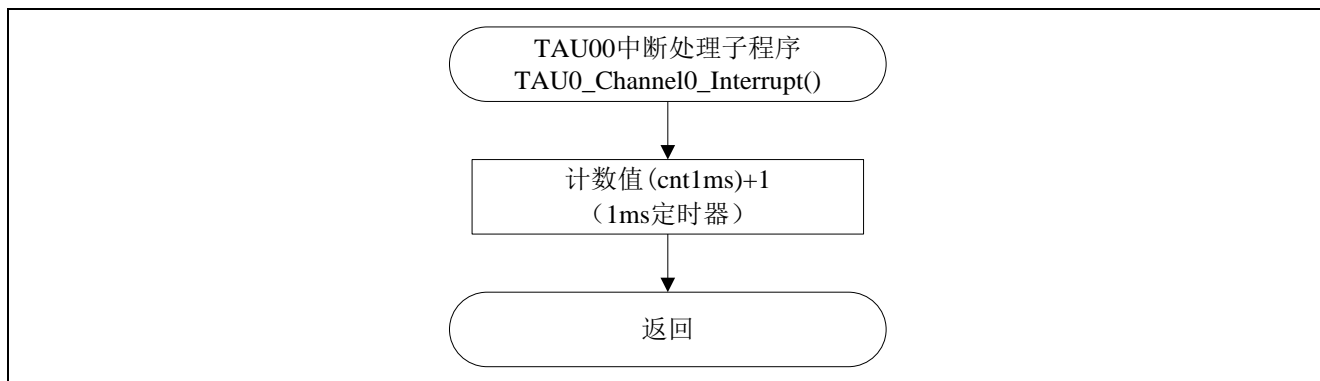 TAU00中断处理子程序
TAU0_Channel0_Interrupt()
计数值(cnt1ms)+1
（1ms定时器）
返回